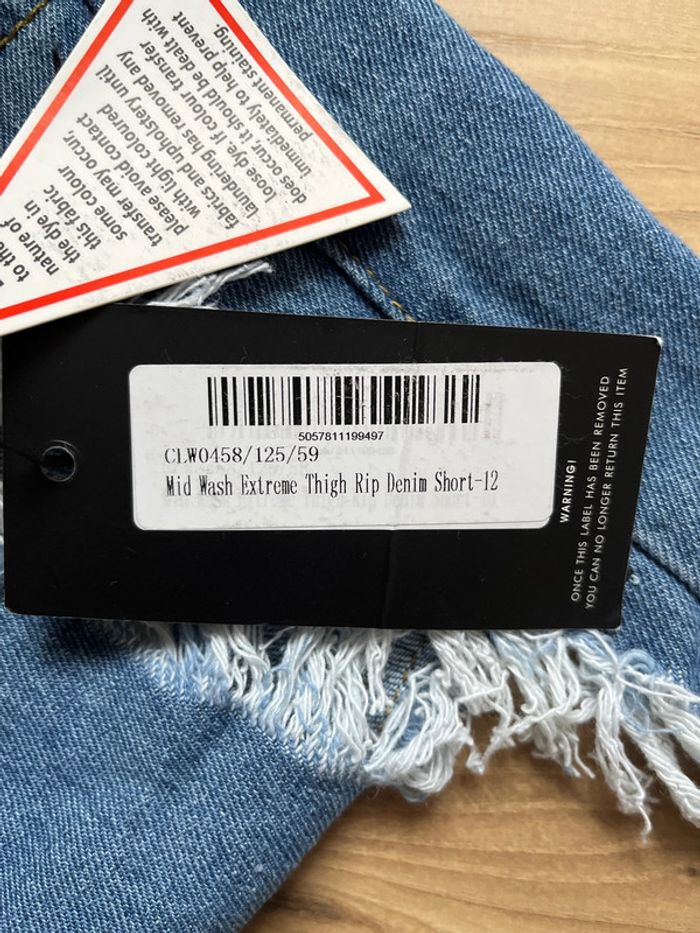 to the
nature of
the dye in
this fabric
some colour
transfer may occur,
please avoid contact
with light coloured
fabrics and upholstery until
laundering has removed any
loose dye. If colour transfer
does occur, it should be dealt with
immediately to help prevent
permanent staining.
5057811199497
CLW0458/125/59
Mid Wash Extreme Thigh Rip Denim Short-12
WARNING!
ONCE THIS LABEL HAS BEEN REMOVED
YOU CAN NO LONGER RETURN THIS ITEM